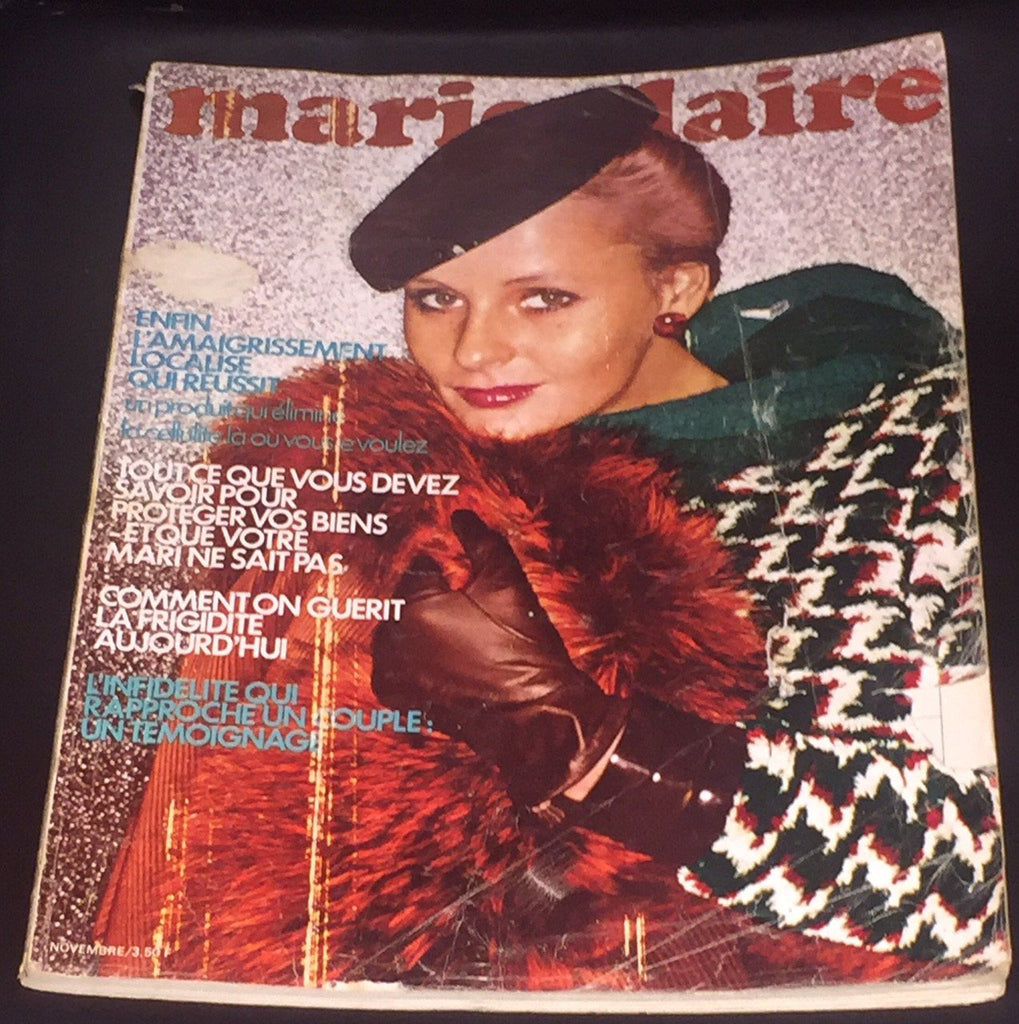 marie claire
ENFIN
L'AMAIGRISSEMENT
LOCALISE
QUI REUSSIT
un produit qui élimine
la cellulite là où vous le voulez
TOUT CE QUE VOUS DEVEZ
SAVOIR POUR
PROTEGER VOS BIENS
-ET QUE VOTRE
MARI NE SAIT PAS
COMMENT ON GUERIT
LA FRIGIDITE
AUJOURD'HUI
L'INFIDELITE QUI
RAPPROCHE UN COUPLE :
UN TEMOIGNAGE
NOVEMBRE/3,50 F